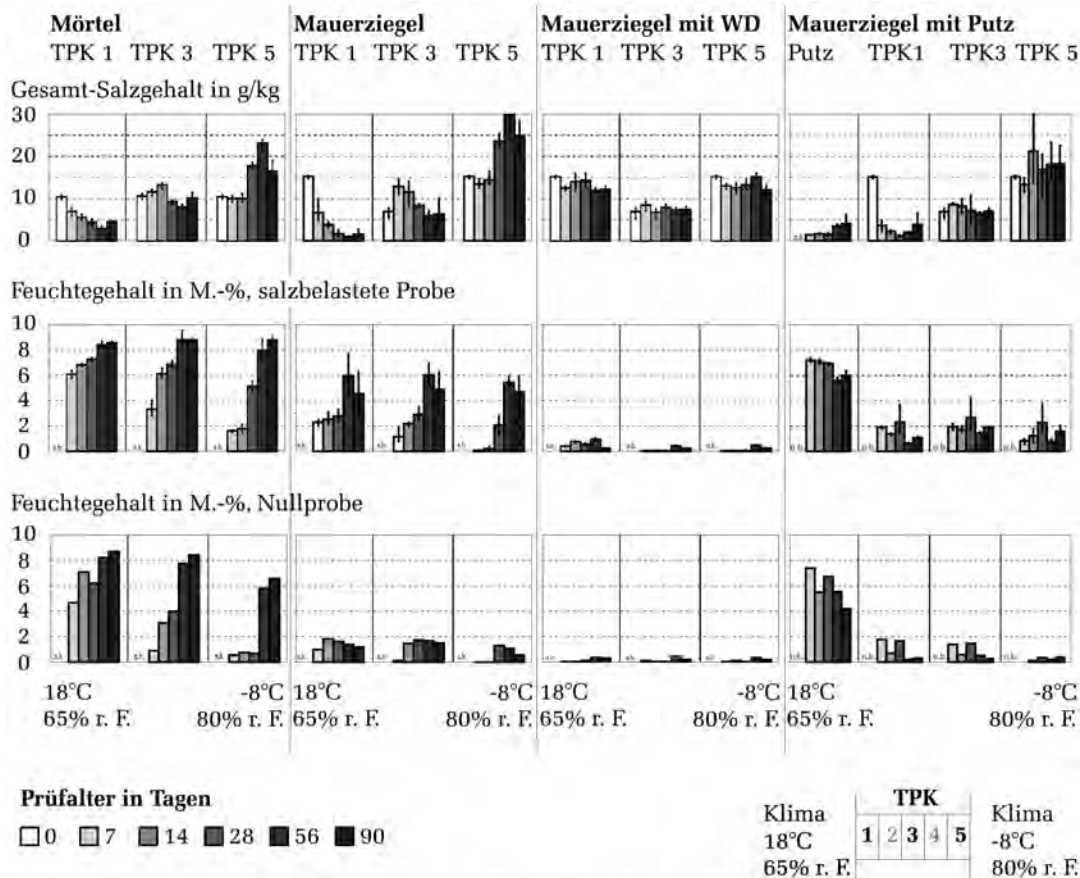 Mörtel Mauerziegel Mauerziegel mit WD Mauerziegel mit Putz
TPK 1 TPK 3 TPK 5 TPK 1 TPK 3 TPK 5 TPK 1 TPK 3 TPK 5 Putz TPK1 TPK3 TPK 5
Gesamt-Salzgehalt in g/kg
30
20
10
0
Feuchtegehalt in M.-%, salzbelastete Probe
10
8
6
4
2
0
Feuchtegehalt in M.-%, Nullprobe
10
8
6
4
2
0
18°C -8°C 18°C -8°C 18°C -8°C 18°C -8°C
65% r. F. 80% r. F. 65% r. F. 80% r. F. 65% r. F. 80% r. F. 65% r. F. 80% r. F.
Prüfalter in Tagen
0 7 14 28 56 90
TPK
Klima 1 2 3 4 5 Klima
18°C -8°C
65% r. F. 80% r. F.